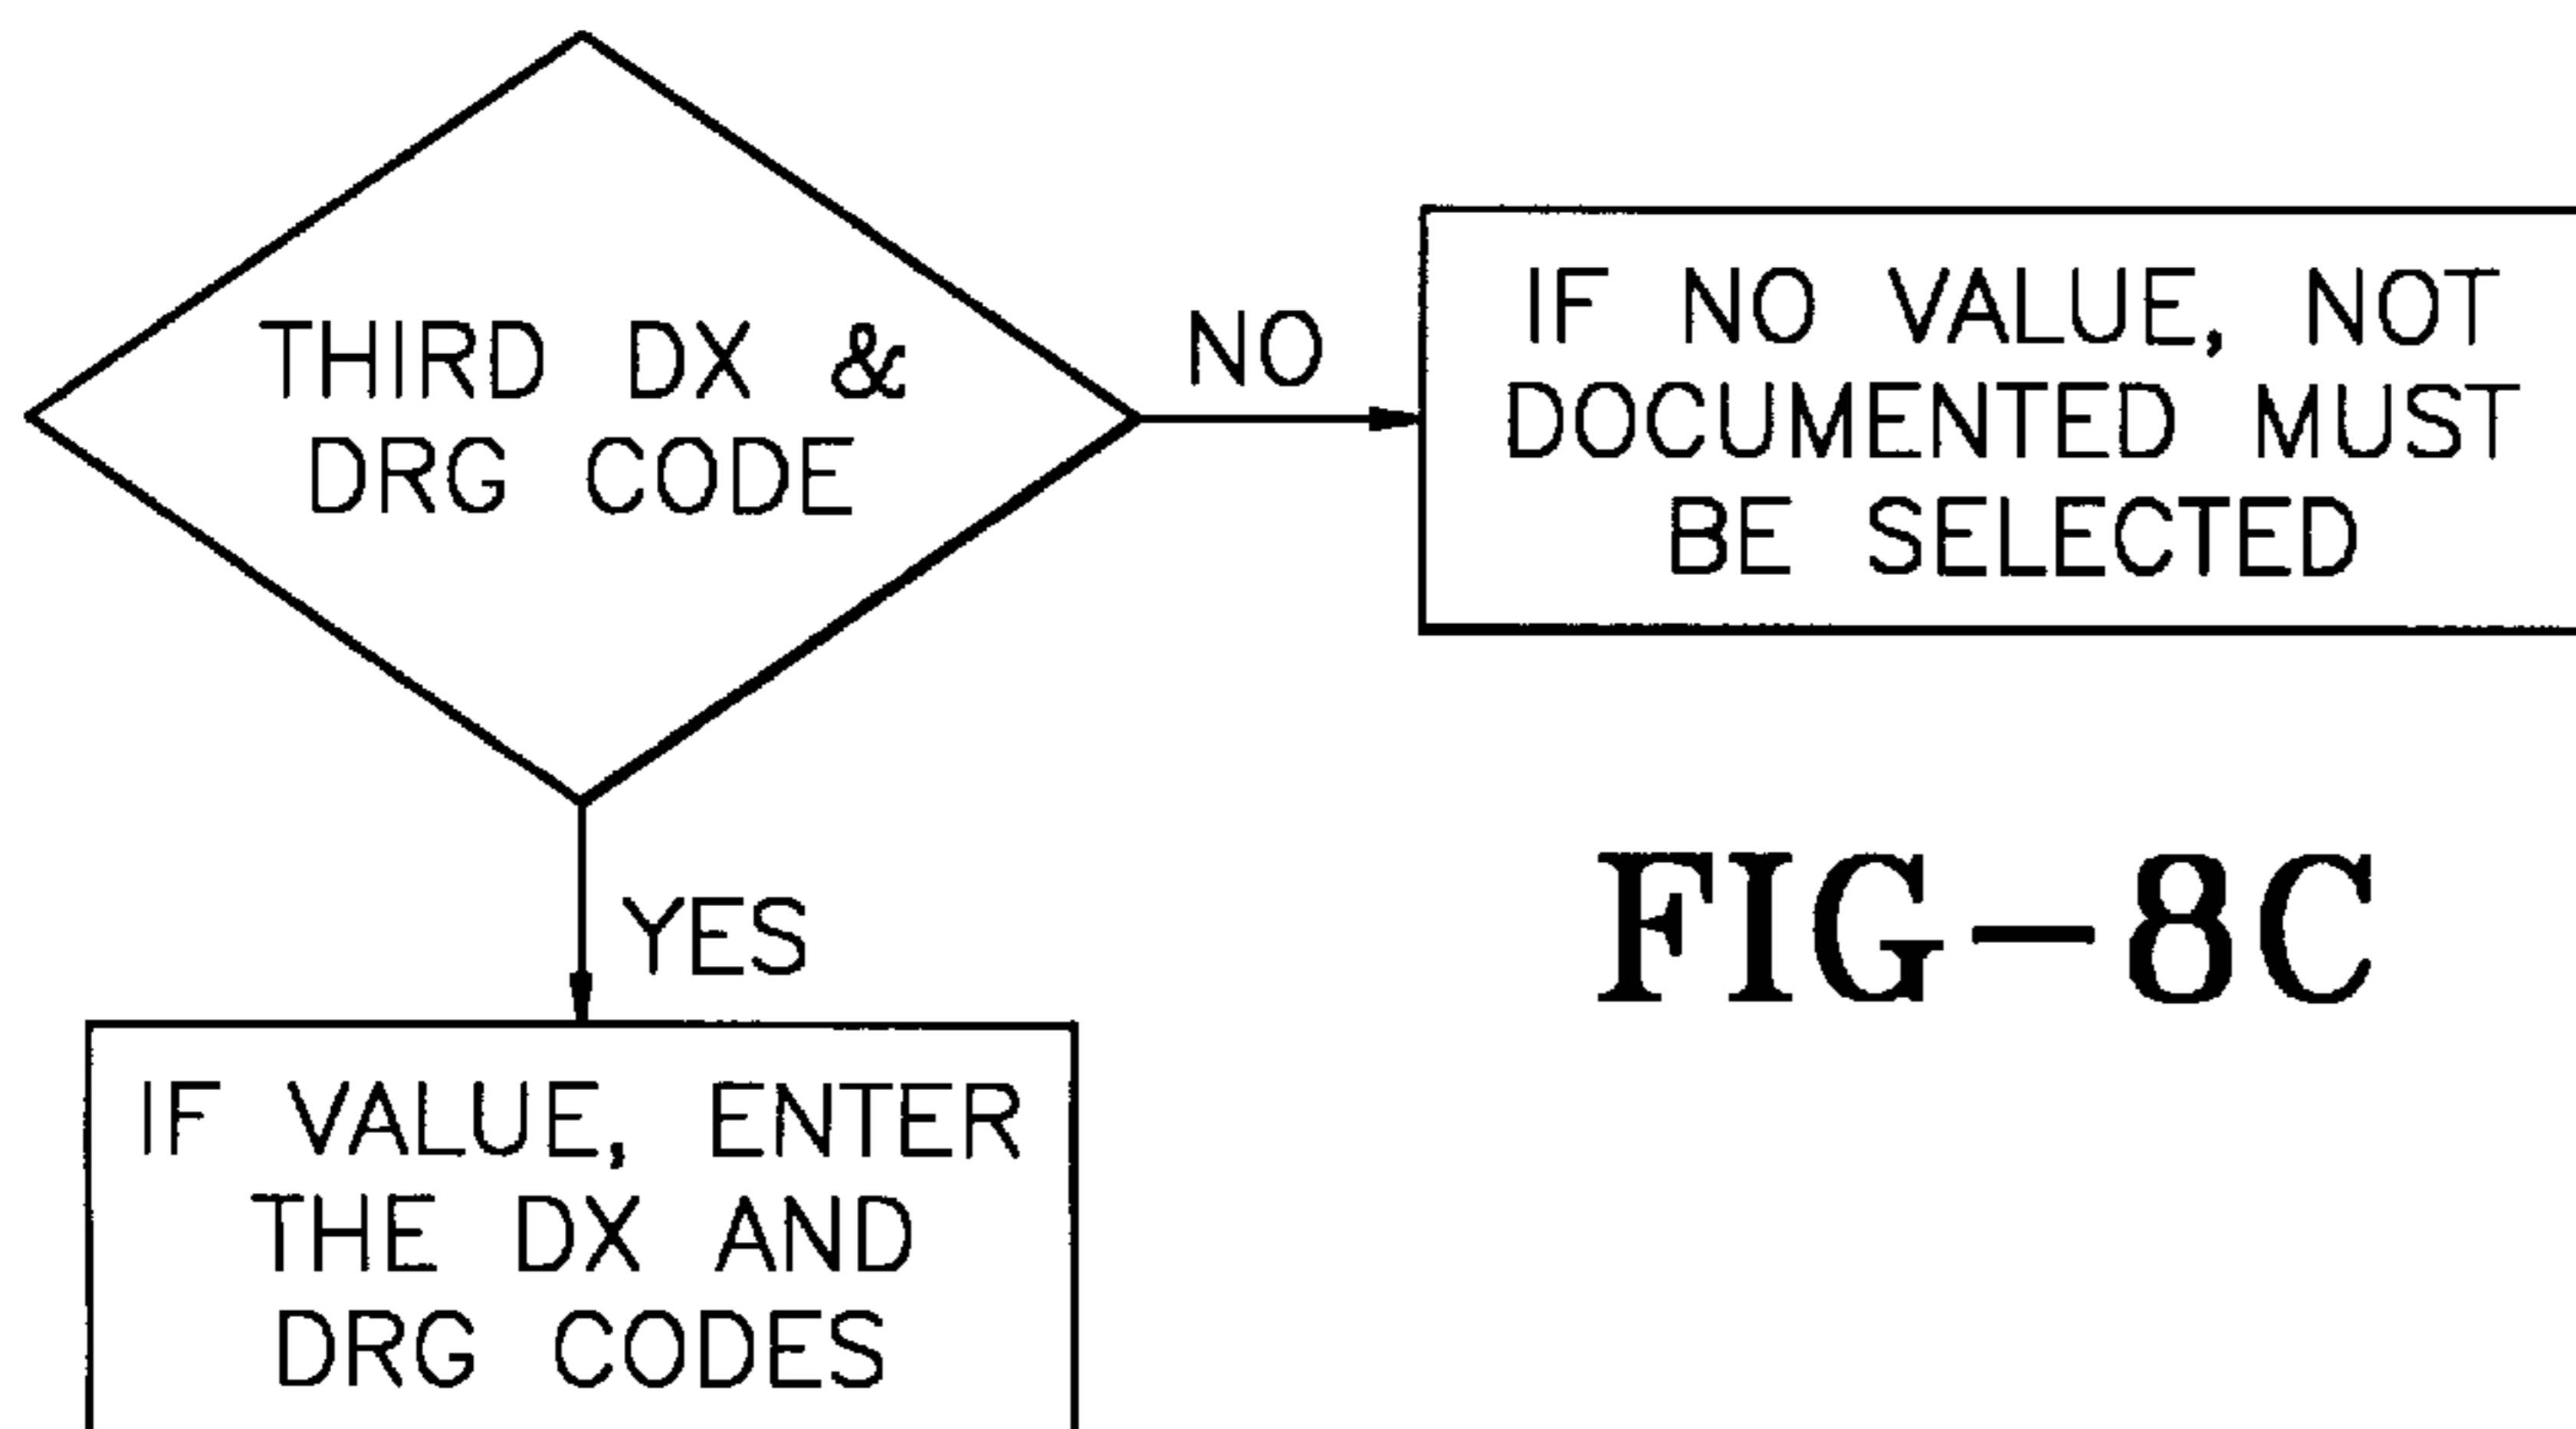 THIRD DX &
DRG CODE
NO
IF NO VALUE, NOT
DOCUMENTED MUST
BE SELECTED
YES
IF VALUE, ENTER
THE DX AND
DRG CODES
FIG-8C